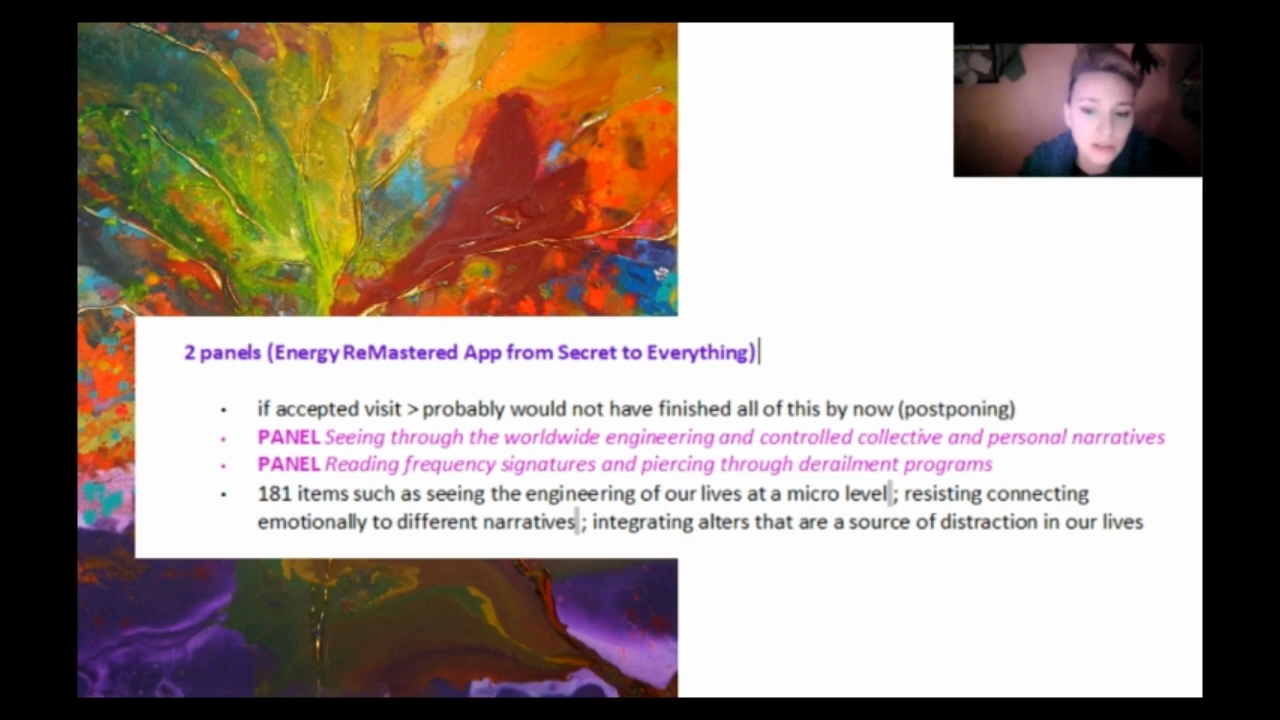 2 panels (Energy ReMastered App from Secret to Everything)
if accepted visit > probably would not have finished all of this by now (postponing)
PANEL Seeing through the worldwide engineering and controlled collective and personal narratives
PANEL Reading frequency signatures and piercing through derailment programs
181 items such as seeing the engineering of our lives at a micro level ; resisting connecting
emotionally to different narratives ; integrating alters that are a source of distraction in our lives